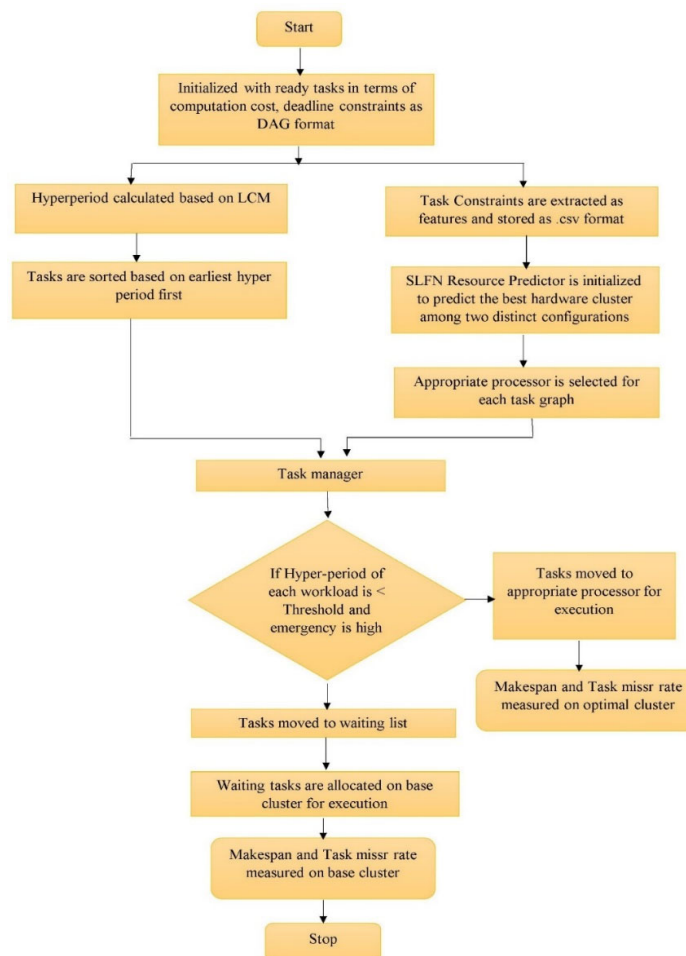 Start
Initialized with ready tasks in terms of
computation cost, deadline constraints as
DAG format
Hyperperiod calculated based on LCM
Tasks are sorted based on earliest hyper
period first
Task Constraints are extracted as
features and stored as .csv format
SLFN Resource Predictor is initialized
to predict the best hardware cluster
among two distinct configurations
Appropriate processor is selected for
each task graph
Task manager
If Hyper-period of
each workload is <
Threshold and
emergency is high
Tasks moved to
appropriate processor for
execution
Makespan and Task missr rate
measured on optimal cluster
Tasks moved to waiting list
Waiting tasks are allocated on base
cluster for execution
Makespan and Task missr rate
measured on base cluster
Stop